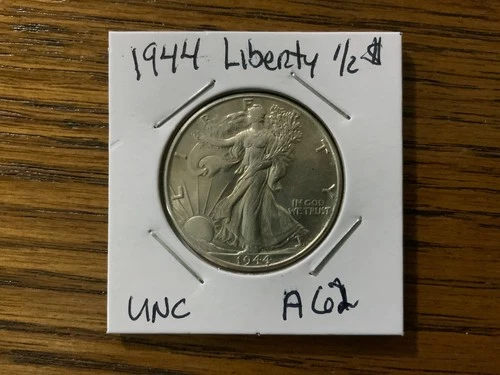 1944 Liberty 1/2 $
LIBERTY
IN GOD
WE TRUST
1944
UNC A62